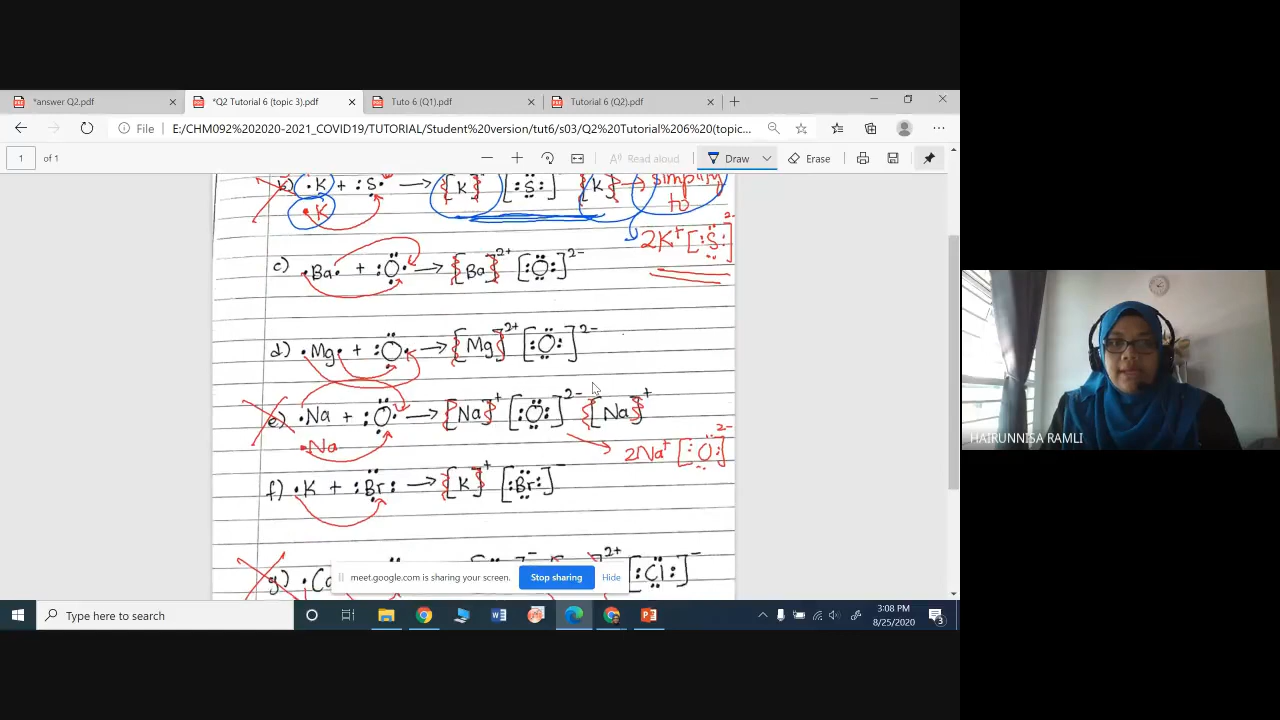 *answer Q2.pdf
*Q2 Tutorial 6 (topic 3).pdf
Tuto 6 (Q1).pdf
Tutorial 6 (Q2).pdf
File E:/CHM092%202020-2021_COVID19/TUTORIAL/Student%20version/tut6/s03/Q2%20Tutorial%206%20(topic...
1 of 1
Read aloud
Draw
Erase
b) ·K + :S· → [K] [:S:] [K] → simplify to
·K
2K⁺ [:S:]²⁻
c) ·Ba· + :O· → [Ba]²⁺ [:O:]²⁻
d) ·Mg· + :O· → [Mg]²⁺ [:O:]²⁻
e) ·Na + :O· → [Na]⁺ [:O:]²⁻ [Na]⁺
·Na
2Na⁺ [:O:]²⁻
f) ·K + :Br: → [K]⁺ [:Br:]⁻
g) ·Ca ⁻ ²⁺ [:Cl:]⁻
meet.google.com is sharing your screen.
Stop sharing
Hide
Type here to search
3:08 PM
8/25/2020
3
HAIRUNNISA RAMLI